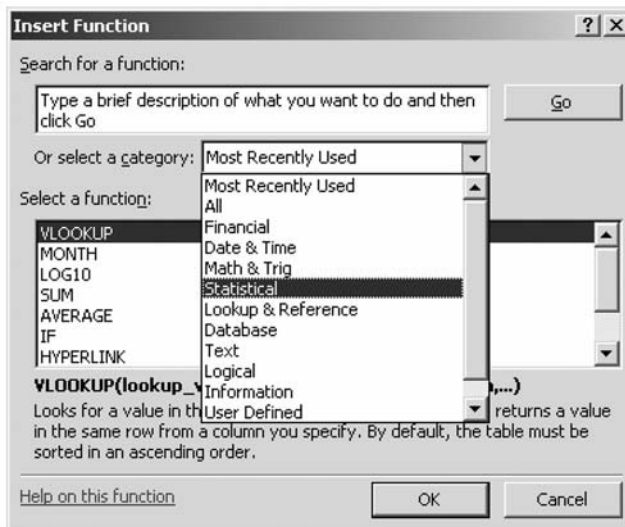 Insert Function
Search for a function:
Type a brief description of what you want to do and then
click Go
Go
Or select a category: Most Recently Used
Most Recently Used
All
Financial
Date & Time
Math & Trig
Statistical
Lookup & Reference
Database
Text
Logical
Information
User Defined
Select a function:
VLOOKUP
MONTH
LOG10
SUM
AVERAGE
IF
HYPERLINK
VLOOKUP(lookup_ ,...)
Looks for a value in th returns a value
in the same row from a column you specify. By default, the table must be
sorted in an ascending order.
Help on this function
OK
Cancel